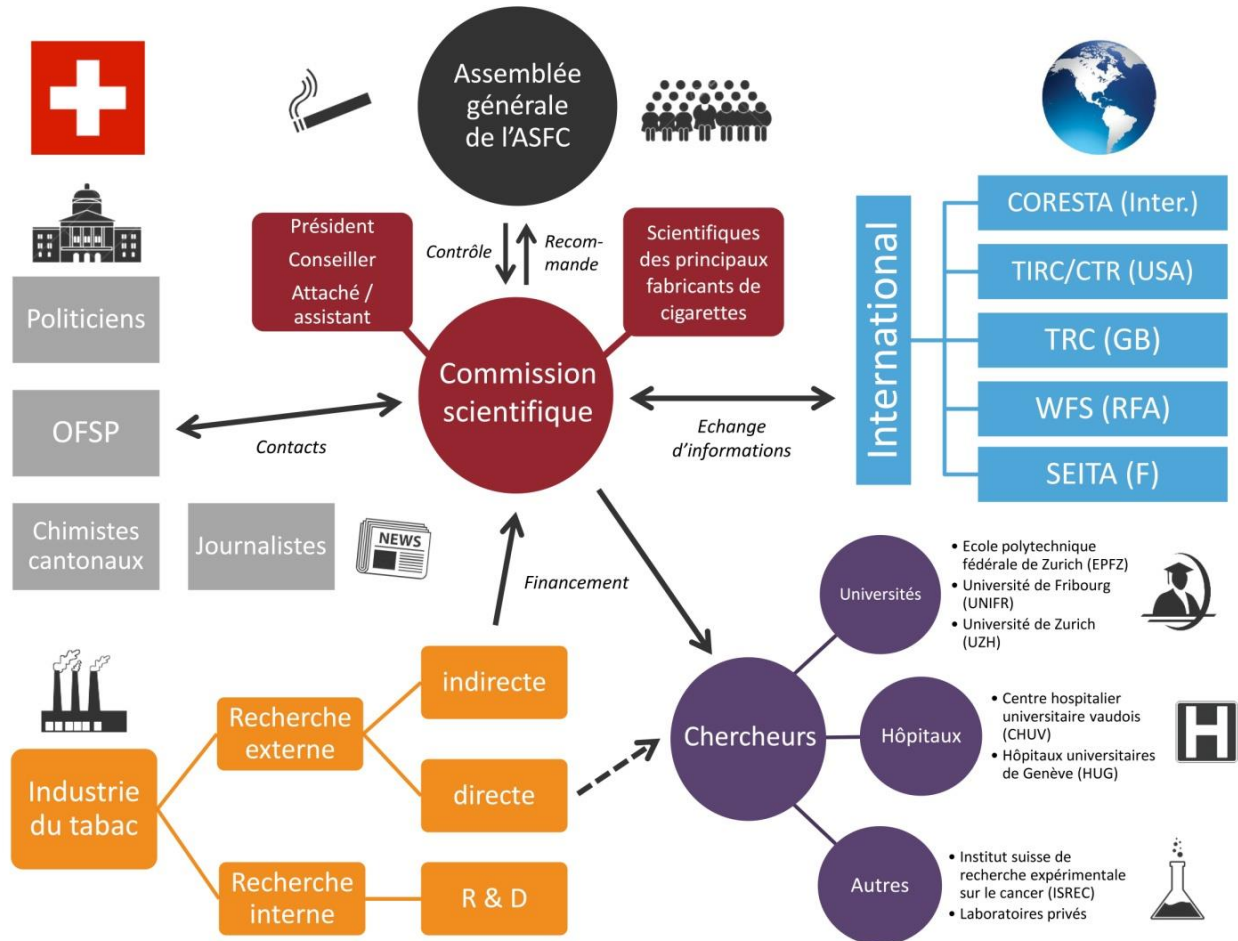 Assemblée
générale
de l'ASFC
Président
Conseiller
Attaché /
assistant
Contrôle
Recom-
mande
Scientifiques
des principaux
fabricants de
cigarettes
Commission
scientifique
Politiciens
OFSP
Chimistes
cantonaux
Journalistes
NEWS
Contacts
Echange
d'informations
International
CORESTA (Inter.)
TIRC/CTR (USA)
TRC (GB)
WFS (RFA)
SEITA (F)
Financement
Industrie
du tabac
Recherche
externe
indirecte
directe
Recherche
interne
R & D
Chercheurs
Universités
• Ecole polytechnique
fédérale de Zurich (EPFZ)
• Université de Fribourg
(UNIFR)
• Université de Zurich
(UZH)
Hôpitaux
• Centre hospitalier
universitaire vaudois
(CHUV)
• Hôpitaux universitaires
de Genève (HUG)
H
Autres
• Institut suisse de
recherche expérimentale
sur le cancer (ISREC)
• Laboratoires privés